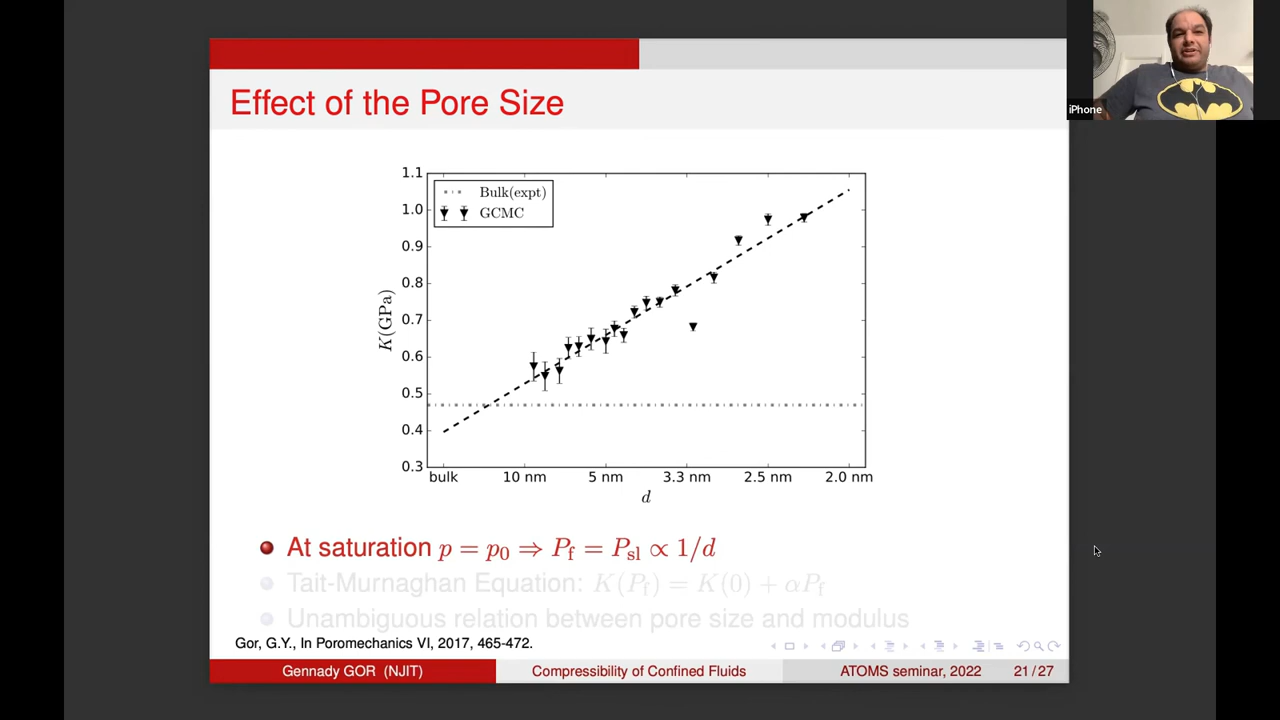 iPhone
Effect of the Pore Size
1.1
1.0
0.9
0.8
0.7
0.6
0.5
0.4
0.3
K(GPa)
Bulk(expt)
GCMC
bulk 10 nm 5 nm 3.3 nm 2.5 nm 2.0 nm
d
At saturation p = p₀ ⇒ P_f = P_sl ∝ 1/d
Tait-Murnaghan Equation: K(P_f) = K(0) + αP_f
Unambiguous relation between pore size and modulus
Gor, G.Y., In Poromechanics VI, 2017, 465-472.
Gennady GOR (NJIT) Compressibility of Confined Fluids ATOMS seminar, 2022 21 / 27